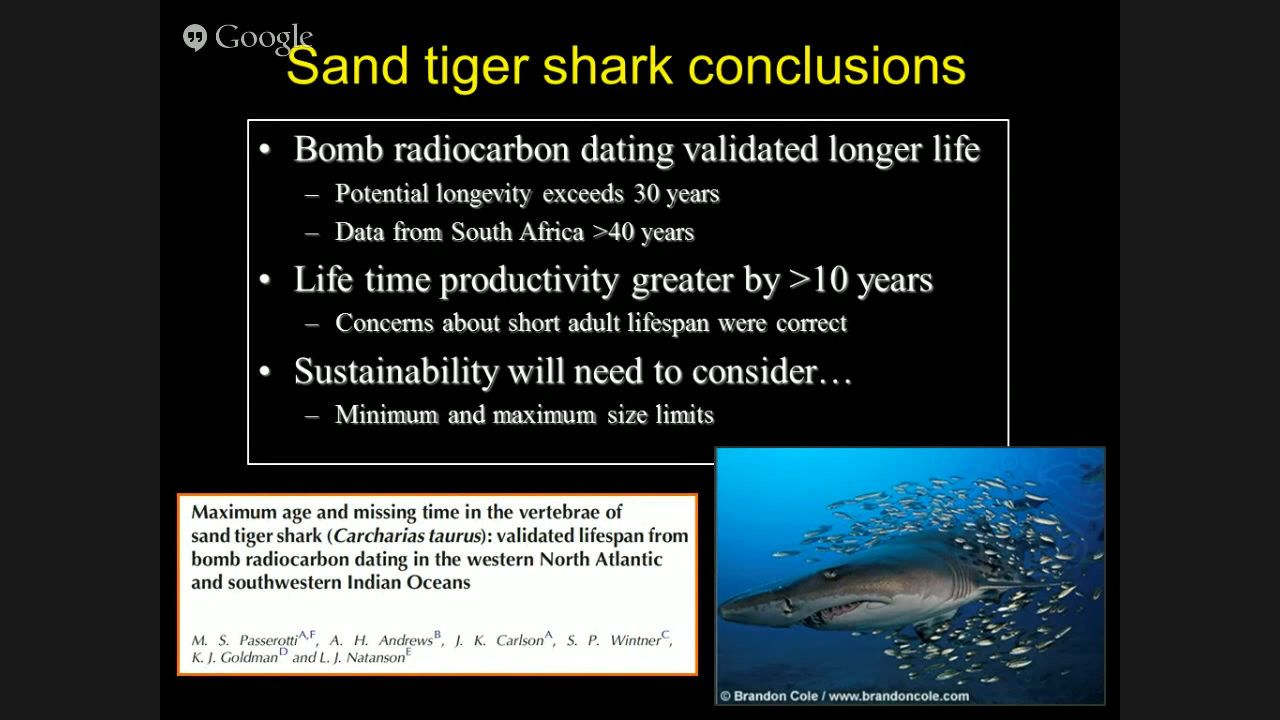 Google
Sand tiger shark conclusions
• Bomb radiocarbon dating validated longer life
– Potential longevity exceeds 30 years
– Data from South Africa >40 years
• Life time productivity greater by >10 years
– Concerns about short adult lifespan were correct
• Sustainability will need to consider…
– Minimum and maximum size limits
Maximum age and missing time in the vertebrae of
sand tiger shark (Carcharias taurus): validated lifespan from
bomb radiocarbon dating in the western North Atlantic
and southwestern Indian Oceans
M. S. Passerotti^A,F, A. H. Andrews^B, J. K. Carlson^A, S. P. Wintner^C,
K. J. Goldman^D and L. J. Natanson^E
© Brandon Cole / www.brandoncole.com